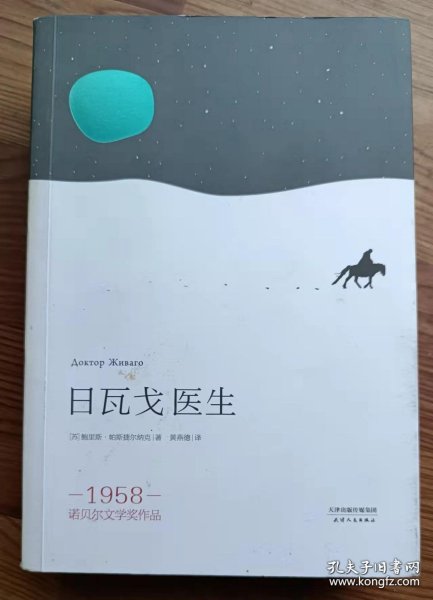 Доктор Живаго
日瓦戈医生
[苏]鲍里斯·帕斯捷尔纳克|著 黄燕德|译
—1958—
诺贝尔文学奖作品
天津出版传媒集团
天津人民出版社
孔夫子旧书网
www.kongfz.com